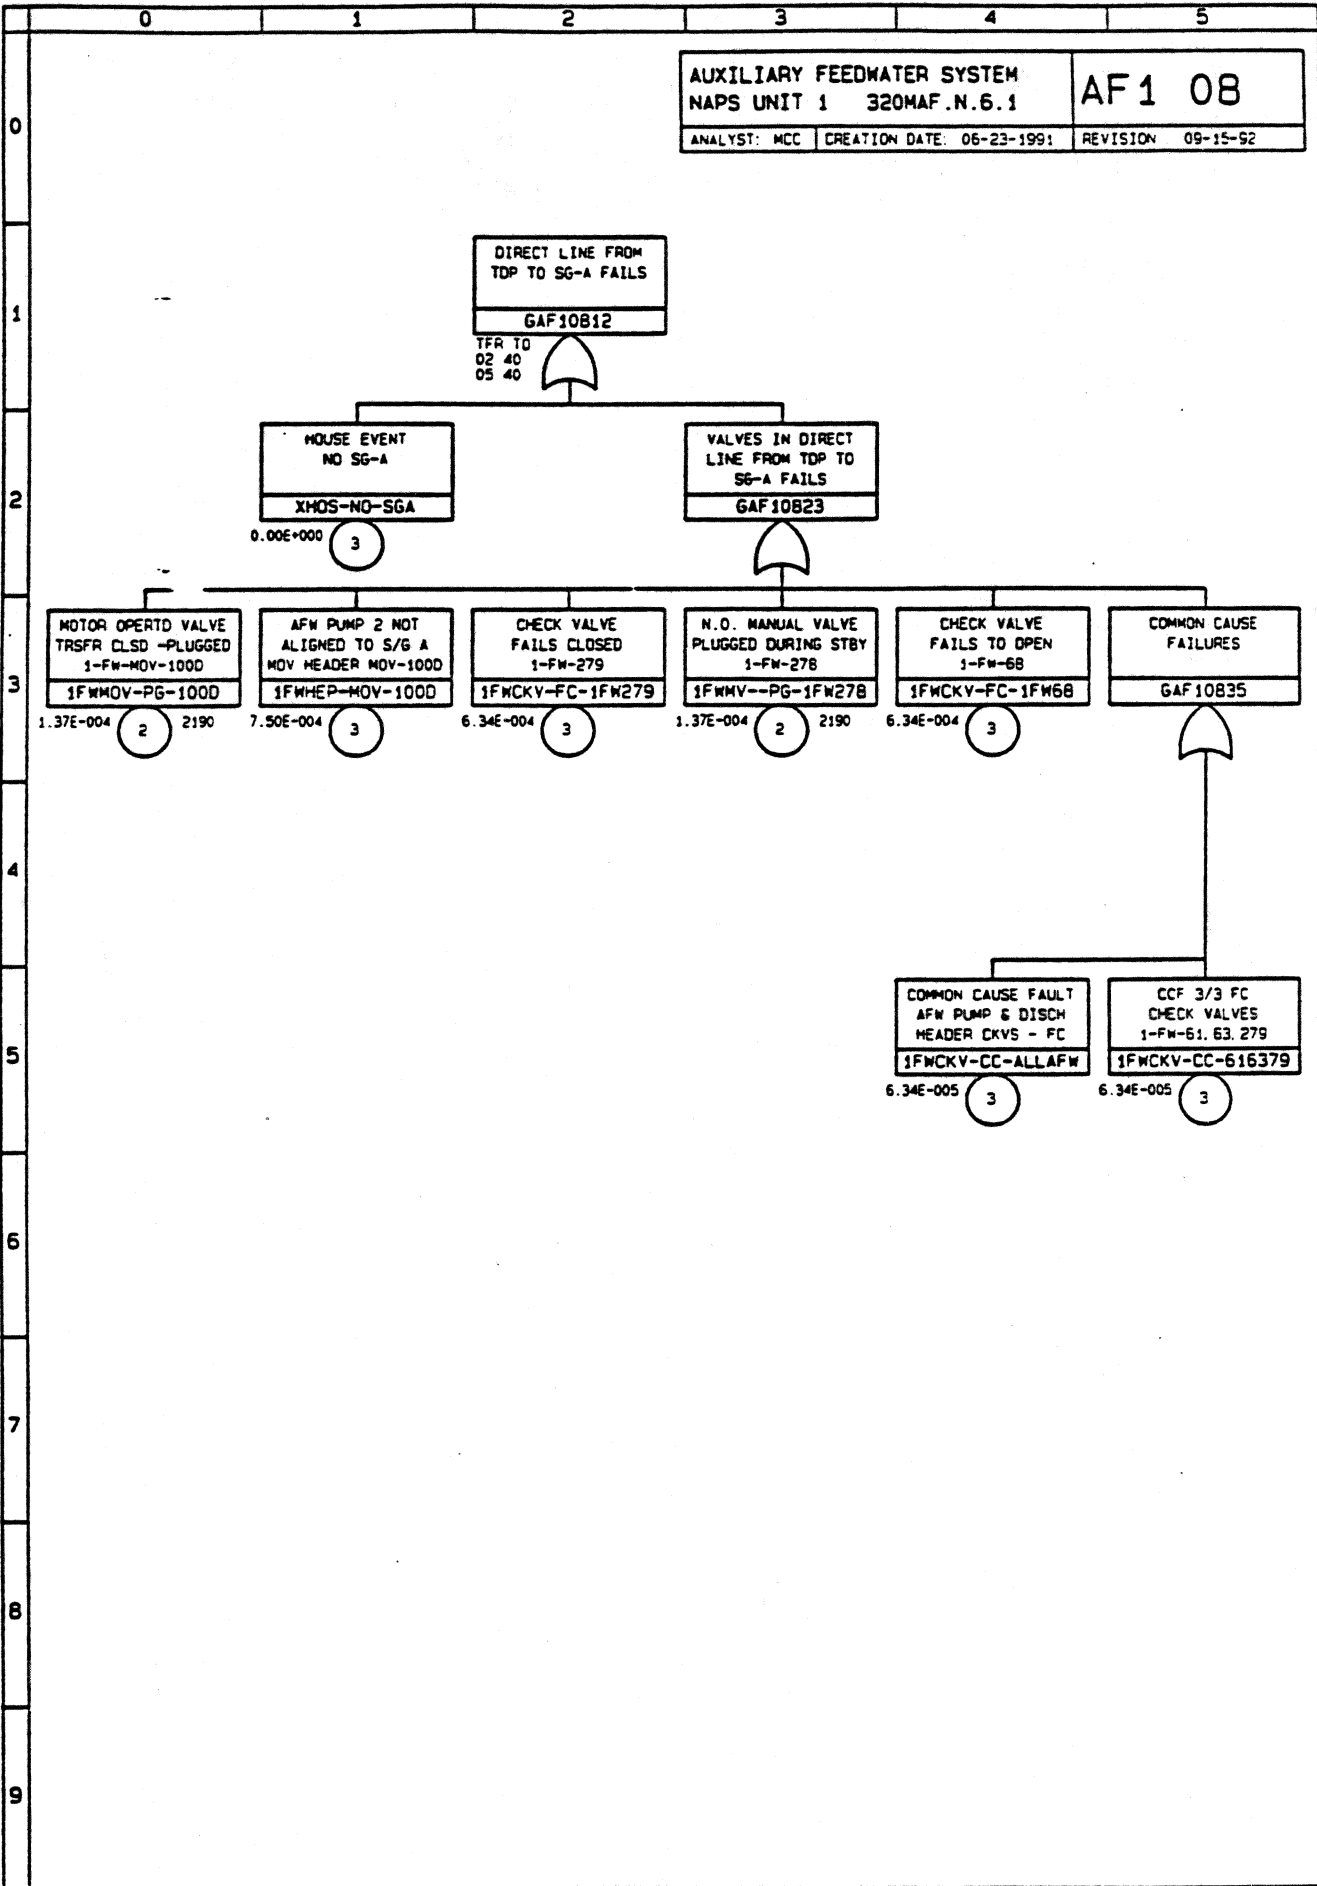 0 1 2 3 4 5
AUXILIARY FEEDWATER SYSTEM
NAPS UNIT 1 320MAF.N.6.1
AF1 08
ANALYST: MCC CREATION DATE: 06-23-1991 REVISION 09-15-92
0
DIRECT LINE FROM
TDP TO SG-A FAILS
GAF10812
TFR TO
02 40
05 40
1
HOUSE EVENT
NO SG-A
XHOS-NO-SGA
0.00E+000 3
VALVES IN DIRECT
LINE FROM TDP TO
SG-A FAILS
GAF10823
2
MOTOR OPERTD VALVE
TRSFR CLSD -PLUGGED
1-FW-MOV-100D
1FWMOV-PG-100D
1.37E-004 2 2190
AFW PUMP 2 NOT
ALIGNED TO S/G A
MOV HEADER MOV-100D
1FWHEP-MOV-100D
7.50E-004 3
CHECK VALVE
FAILS CLOSED
1-FW-279
1FWCKV-FC-1FW279
6.34E-004 3
N.O. MANUAL VALVE
PLUGGED DURING STBY
1-FW-278
1FWMV--PG-1FW278
1.37E-004 2 2190
CHECK VALVE
FAILS TO OPEN
1-FW-68
1FWCKV-FC-1FW68
6.34E-004 3
COMMON CAUSE
FAILURES
GAF10835
3
4
COMMON CAUSE FAULT
AFW PUMP & DISCH
HEADER CKVS - FC
1FWCKV-CC-ALLAFW
6.34E-005 3
CCF 3/3 FC
CHECK VALVES
1-FW-61, 63, 279
1FWCKV-CC-616379
6.34E-005 3
5
6
7
8
9